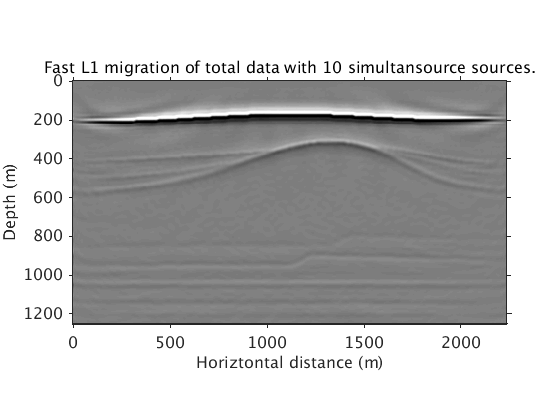 Fast L1 migration of total data with 10 simultansource sources.
0
200
400
600
800
1000
1200
Depth (m)
0 500 1000 1500 2000
Horiztontal distance (m)